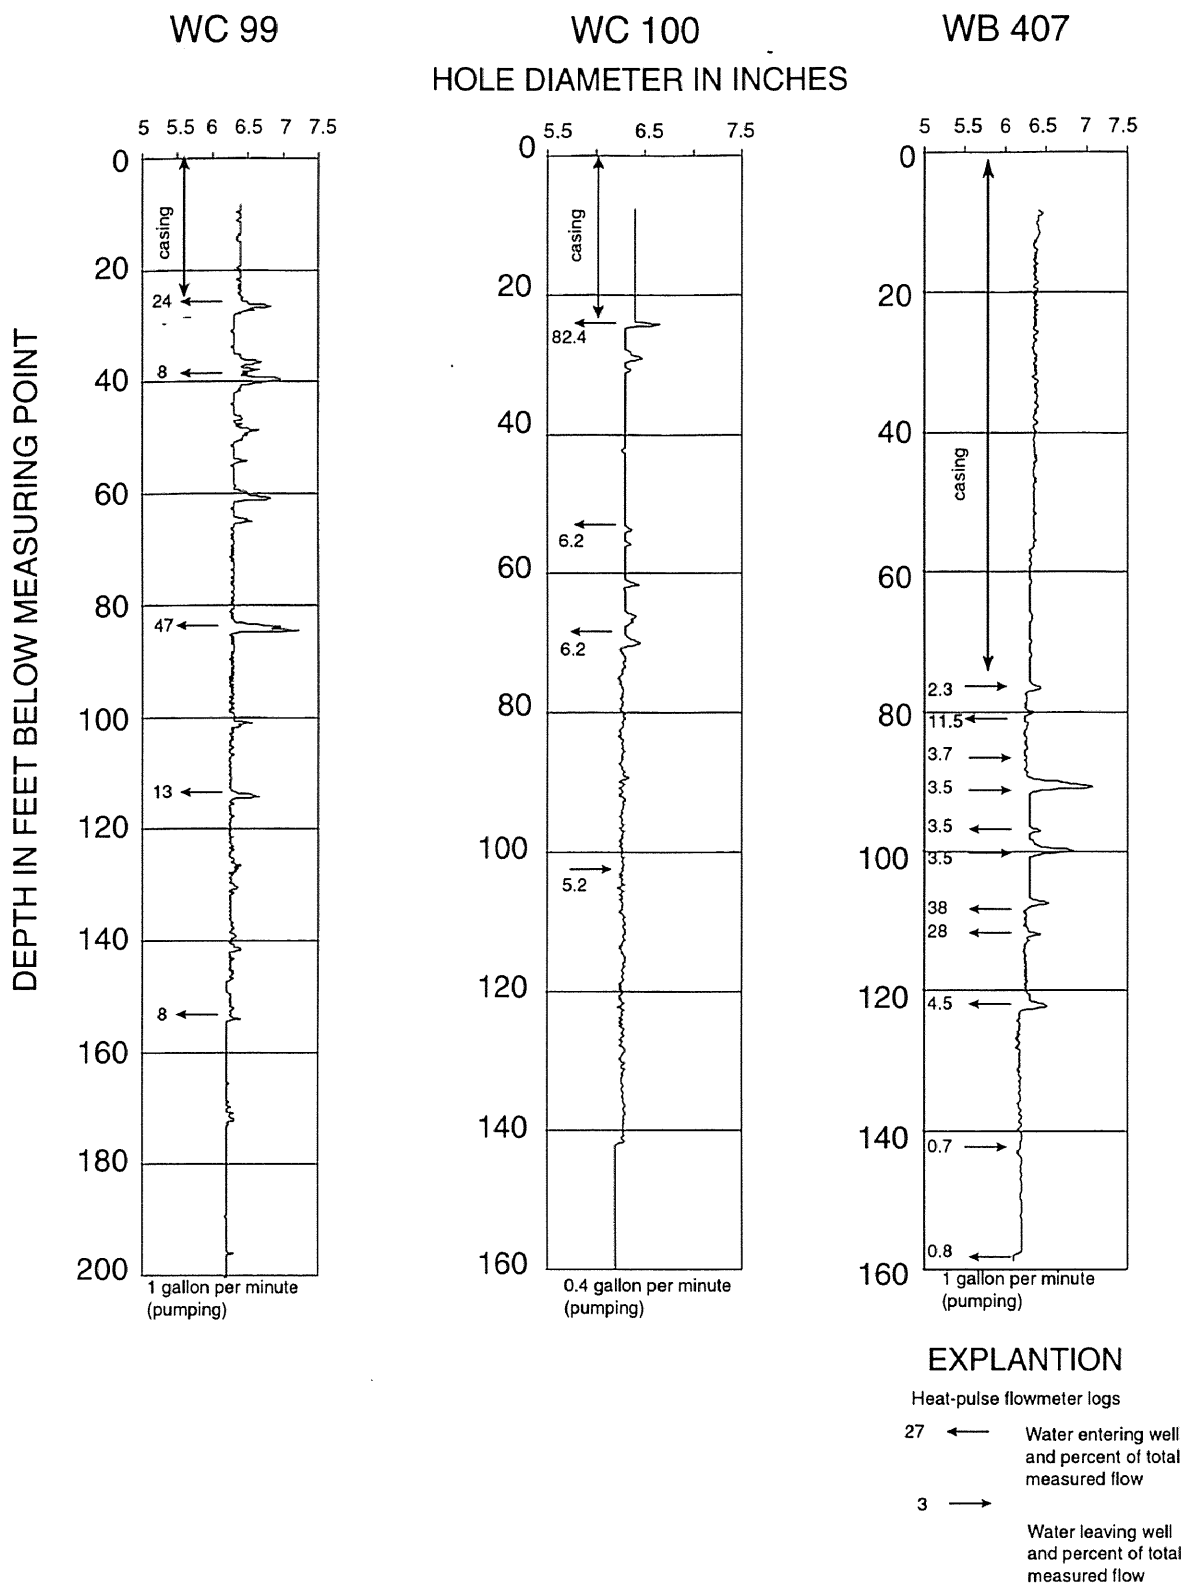 WC 99
WC 100
WB 407
HOLE DIAMETER IN INCHES
DEPTH IN FEET BELOW MEASURING POINT
5 5.5 6 6.5 7 7.5
0
casing
20
24
8
40
60
80
47
100
13
120
140
8
160
180
200
1 gallon per minute
(pumping)
5.5 6.5 7.5
0
casing
20
82.4
40
6.2
60
6.2
80
100
5.2
120
140
160
0.4 gallon per minute
(pumping)
5 5.5 6 6.5 7 7.5
0
20
40
casing
60
2.3
80
11.5
3.7
3.5
3.5
100
3.5
38
28
120
4.5
140
0.7
0.8
160
1 gallon per minute
(pumping)
EXPLANTION
Heat-pulse flowmeter logs
27
Water entering well
and percent of total
measured flow
3
Water leaving well
and percent of total
measured flow